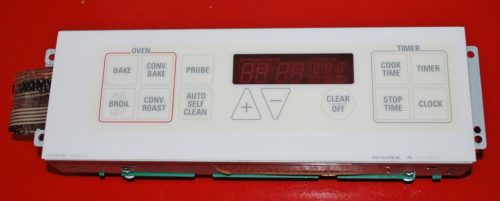 OVEN
TIMER
BAKE
CONV.
BAKE
PROBE
COOK
TIME
TIMER
BROIL
CONV.
ROAST
AUTO
SELF
CLEAN
+
−
CLEAR
OFF
STOP
TIME
CLOCK